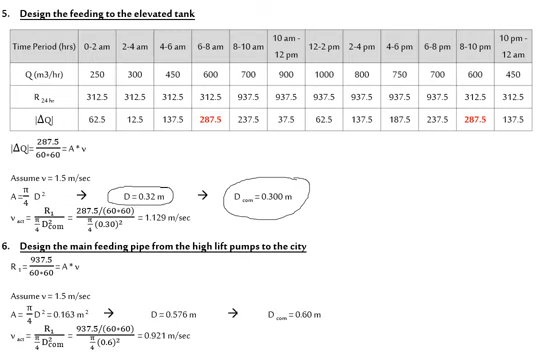 5. Design the feeding to the elevated tank
Time Period (hrs) 0-2 am 2-4 am 4-6 am 6-8 am 8-10 am 10 am - 12 pm 12-2 pm 2-4 pm 4-6 pm 6-8 pm 8-10 pm 10 pm - 12 am
Q (m3/hr) 250 300 450 600 700 900 1000 800 750 700 600 450
R 24 hr 312.5 312.5 312.5 312.5 937.5 937.5 937.5 937.5 937.5 937.5 312.5 312.5
|ΔQ| 62.5 12.5 137.5 287.5 237.5 37.5 62.5 137.5 187.5 237.5 287.5 137.5
|ΔQ|= 287.5/60∗60 = A * v
Assume v = 1.5 m/sec
A = π/4 D 2 → D = 0.32 m → D com = 0.300 m
v act = R1/(π/4 D²com) = 287.5/(60∗60)/(π/4 (0.30)²) = 1.129 m/sec
6. Design the main feeding pipe from the high lift pumps to the city
R 1 = 937.5/60∗60 = A * v
Assume v = 1.5 m/sec
A = π/4 D 2 = 0.163 m 2 → D = 0.576 m → D com = 0.60 m
v act = R1/(π/4 D²com) = 937.5/(60∗60)/(π/4 (0.6)²) = 0.921 m/sec